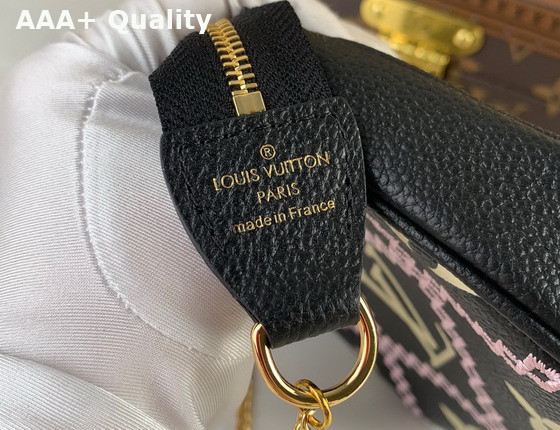 AAA+ Quality
®
LOUIS VUITTON
PARIS
made in France